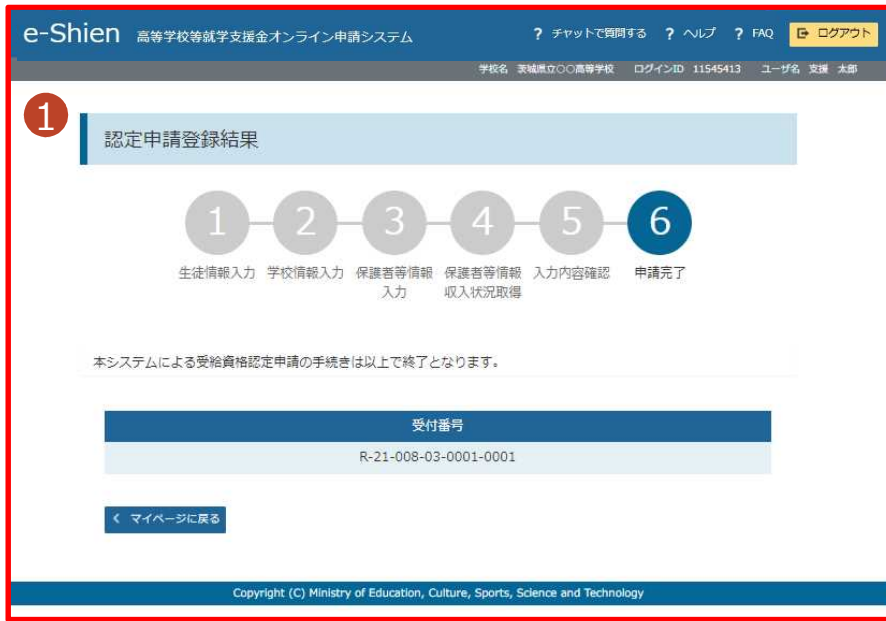 e-Shien 高等学校等就学支援金オンライン申請システム ? チャットで質問する ? ヘルプ ? FAQ ログアウト
学校名 茨城県立〇〇高等学校 ログインID 11545413 ユーザ名 支援 太郎
1
認定申請登録結果
1 2 3 4 5 6
生徒情報入力 学校情報入力 保護者等情報 保護者等情報 入力内容確認 申請完了
入力 収入状況取得
本システムによる受給資格認定申請の手続きは以上で終了となります。
受付番号
R-21-008-03-0001-0001
マイページに戻る
Copyright (C) Ministry of Education, Culture, Sports, Science and Technology